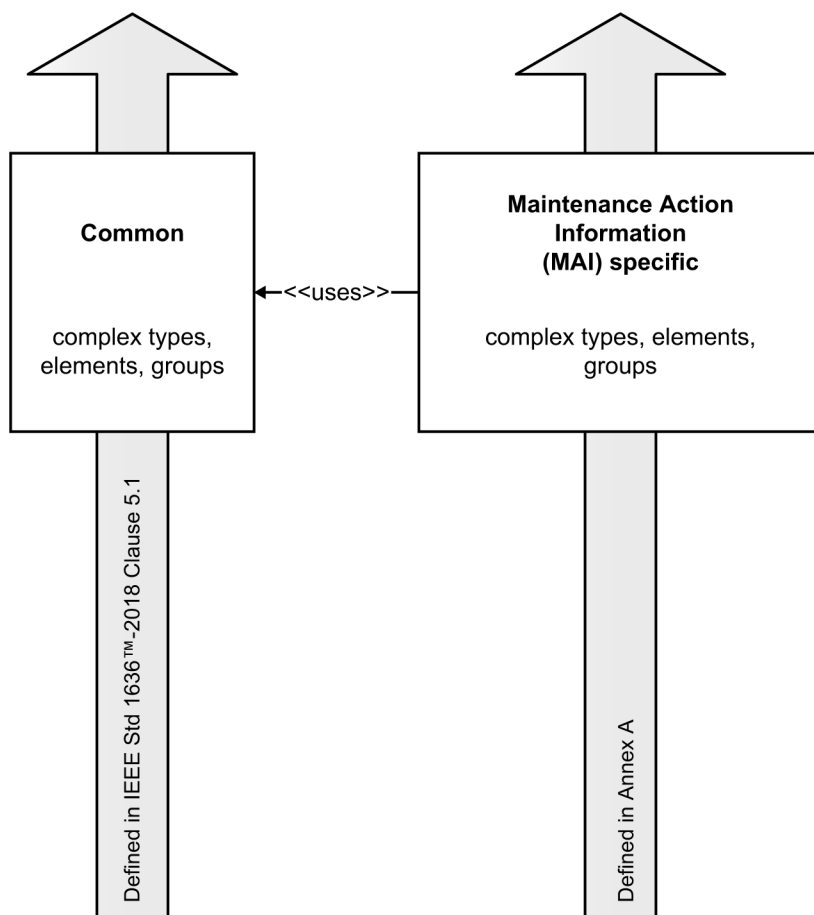 Common
complex types,
elements, groups
<<uses>>
Maintenance Action
Information
(MAI) specific
complex types, elements,
groups
Defined in IEEE Std 1636™-2018 Clause 5.1
Defined in Annex A